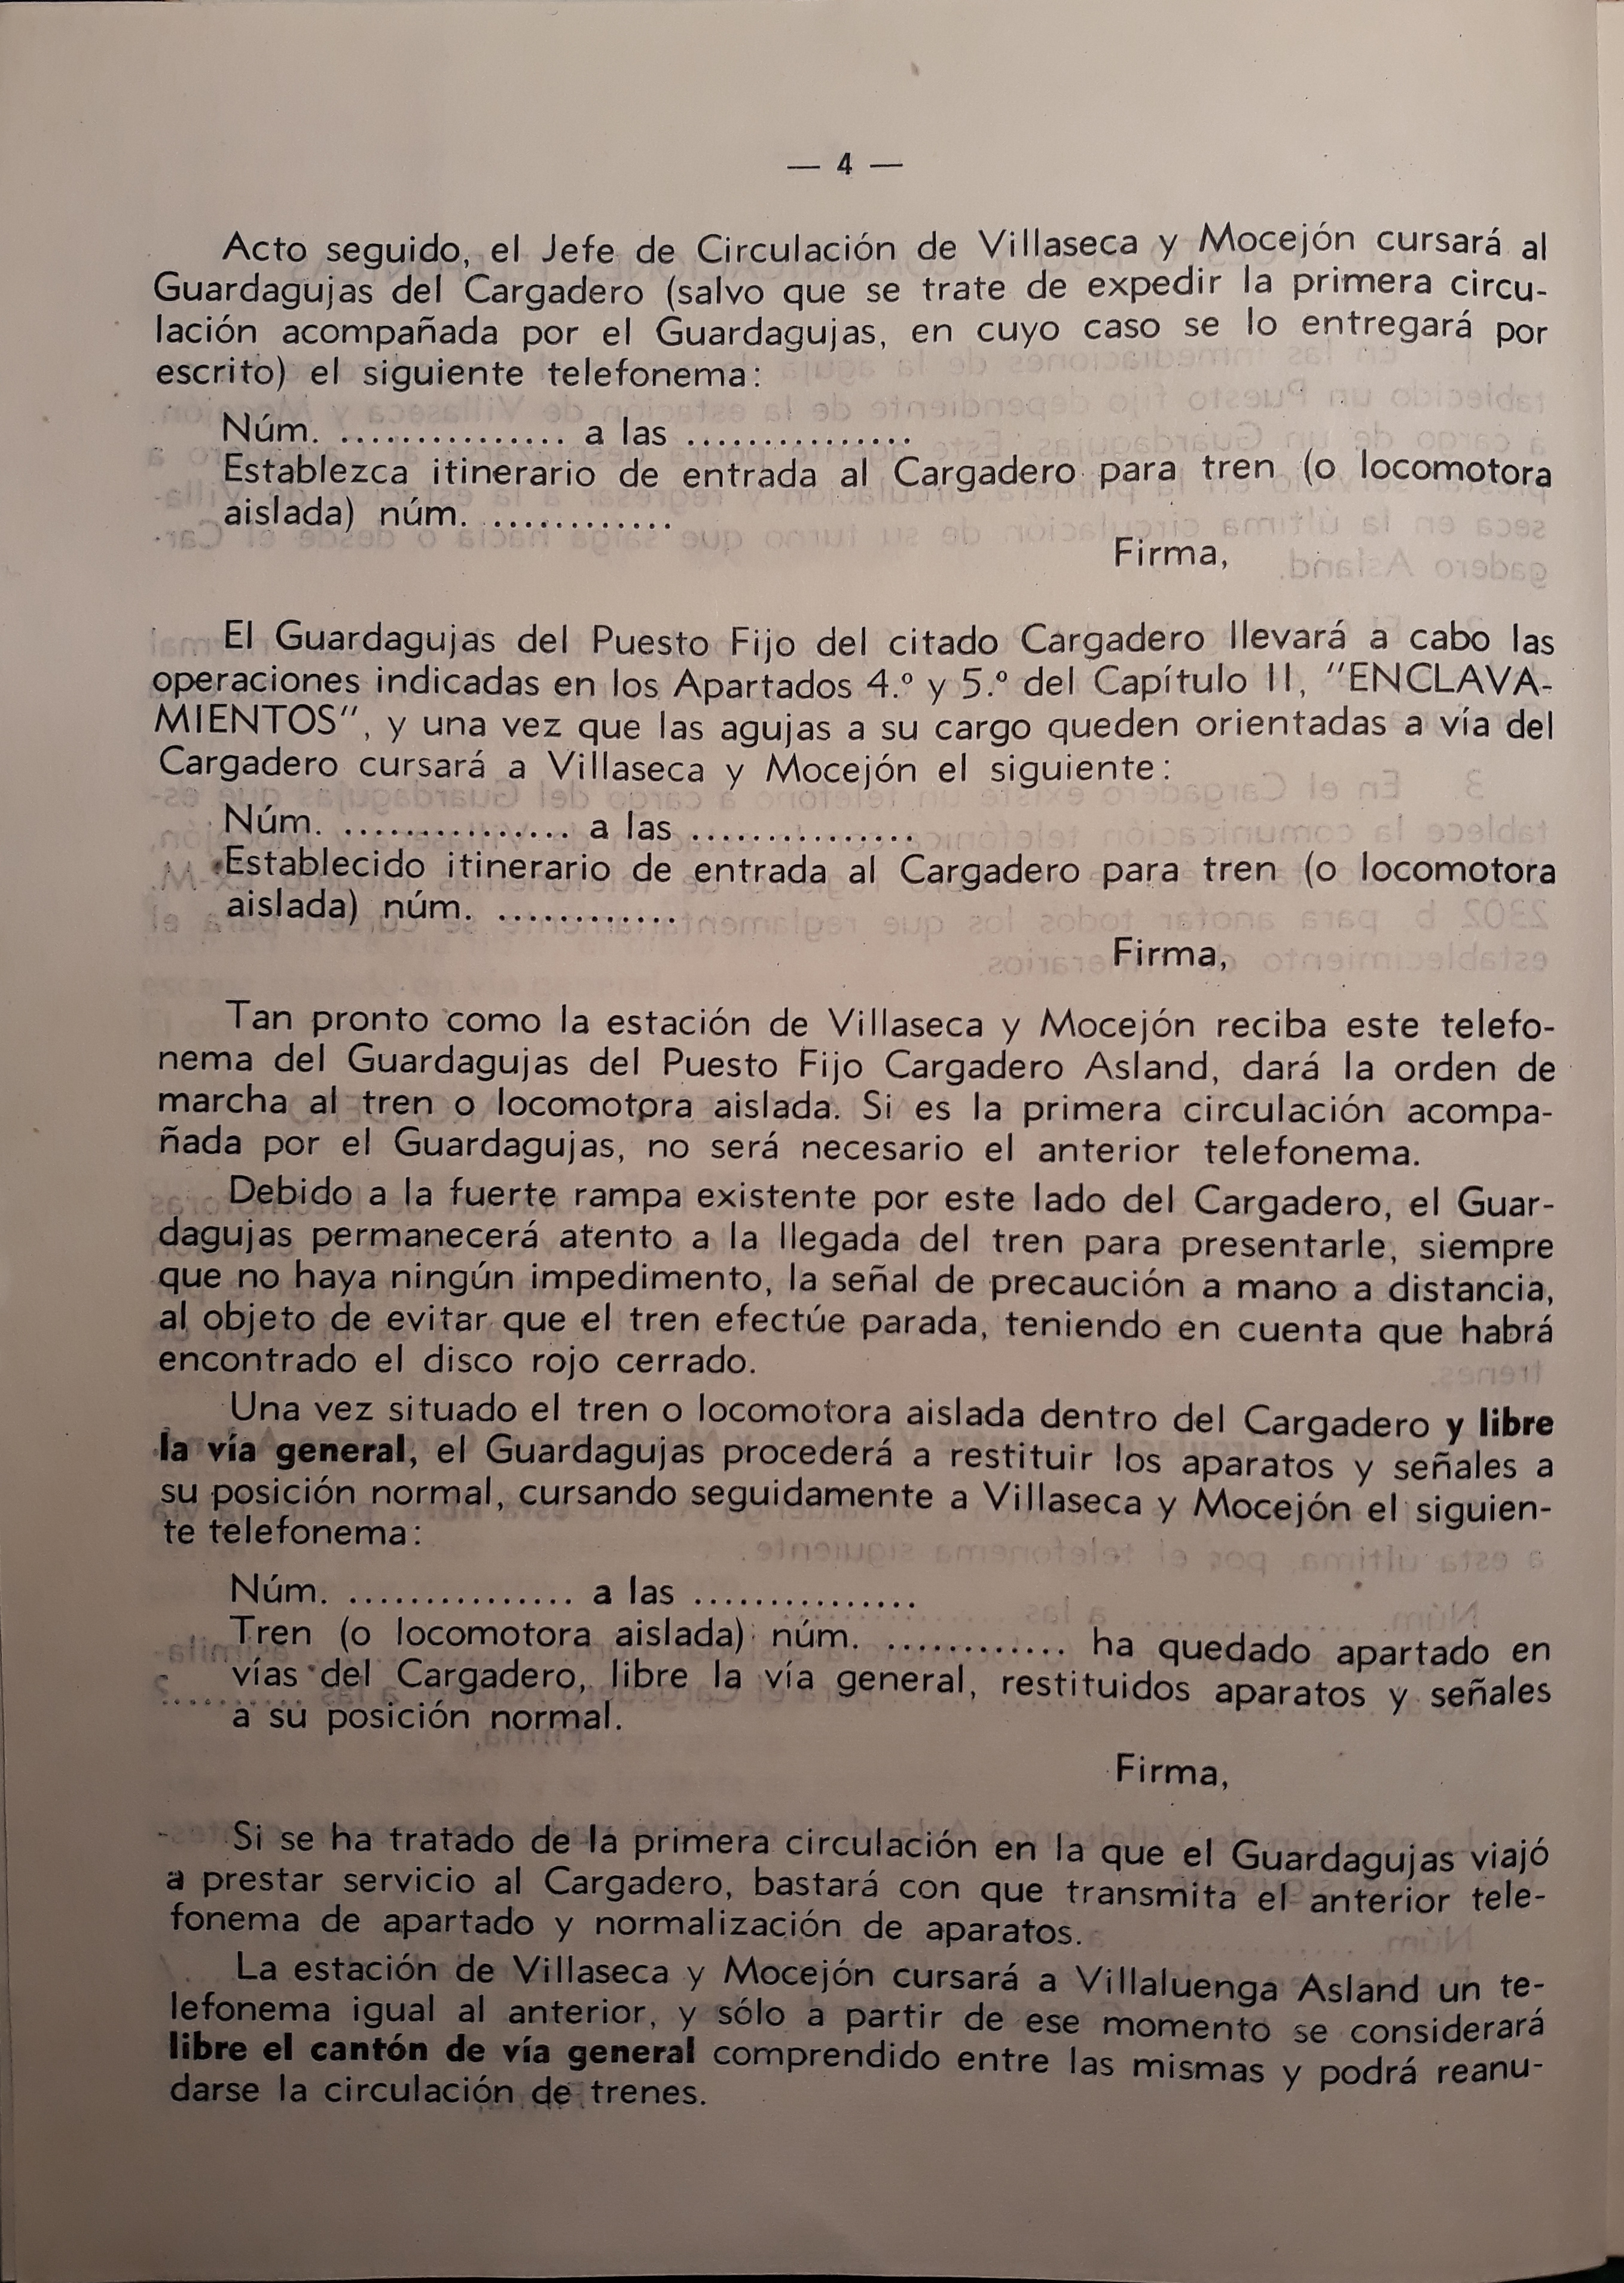 — 4 —
Acto seguido, el Jefe de Circulación de Villaseca y Mocejón cursará al
Guardagujas del Cargadero (salvo que se trate de expedir la primera circu-
lación acompañada por el Guardagujas, en cuyo caso se lo entregará por
escrito) el siguiente telefonema:
Núm. ............... a las ...............
Establezca itinerario de entrada al Cargadero para tren (o locomotora
aislada) núm. ............
Firma,
El Guardagujas del Puesto Fijo del citado Cargadero llevará a cabo las
operaciones indicadas en los Apartados 4.º y 5.º del Capítulo II, "ENCLAVA-
MIENTOS", y una vez que las agujas a su cargo queden orientadas a vía del
Cargadero cursará a Villaseca y Mocejón el siguiente:
Núm. ............... a las ...............
Establecido itinerario de entrada al Cargadero para tren (o locomotora
aislada) núm. ............
Firma,
Tan pronto como la estación de Villaseca y Mocejón reciba este telefo-
nema del Guardagujas del Puesto Fijo Cargadero Asland, dará la orden de
marcha al tren o locomotora aislada. Si es la primera circulación acompa-
ñada por el Guardagujas, no será necesario el anterior telefonema.
Debido a la fuerte rampa existente por este lado del Cargadero, el Guar-
dagujas permanecerá atento a la llegada del tren para presentarle, siempre
que no haya ningún impedimento, la señal de precaución a mano a distancia,
al objeto de evitar que el tren efectúe parada, teniendo en cuenta que habrá
encontrado el disco rojo cerrado.
Una vez situado el tren o locomotora aislada dentro del Cargadero y libre
la vía general, el Guardagujas procederá a restituir los aparatos y señales a
su posición normal, cursando seguidamente a Villaseca y Mocejón el siguien-
te telefonema:
Núm. ............... a las ...............
Tren (o locomotora aislada) núm. ............ ha quedado apartado en
vías del Cargadero, libre la vía general, restituidos aparatos y señales
a su posición normal.
Firma,
Si se ha tratado de la primera circulación en la que el Guardagujas viajó
a prestar servicio al Cargadero, bastará con que transmita el anterior tele-
fonema de apartado y normalización de aparatos.
La estación de Villaseca y Mocejón cursará a Villaluenga Asland un te-
lefonema igual al anterior, y sólo a partir de ese momento se considerará
libre el cantón de vía general comprendido entre las mismas y podrá reanu-
darse la circulación de trenes.